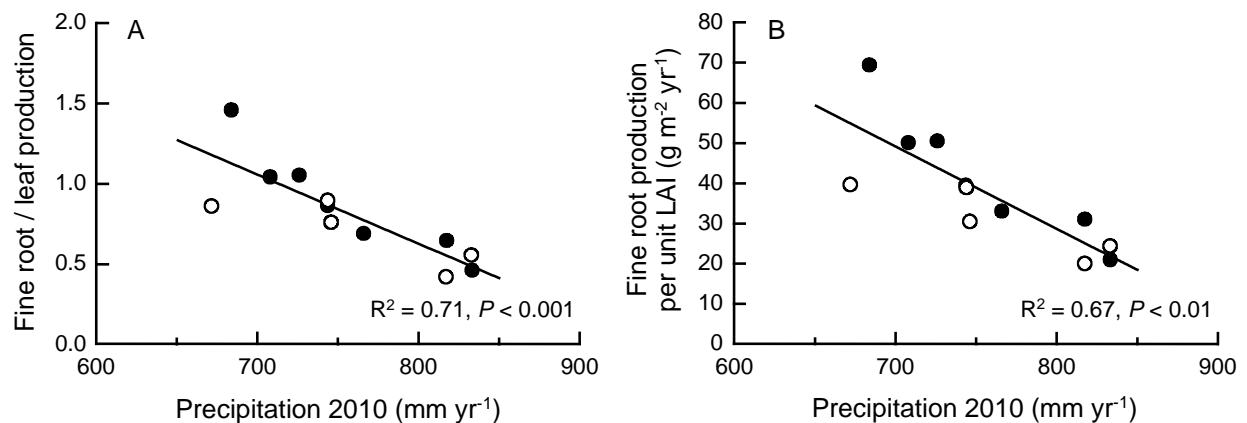 A
2.0
1.5
1.0
0.5
0.0
Fine root / leaf production
R² = 0.71, P < 0.001
600
700
800
900
Precipitation 2010 (mm yr⁻¹)
B
80
70
60
50
40
30
20
10
0
Fine root production
per unit LAI (g m⁻² yr⁻¹)
R² = 0.67, P < 0.01
600
700
800
900
Precipitation 2010 (mm yr⁻¹)